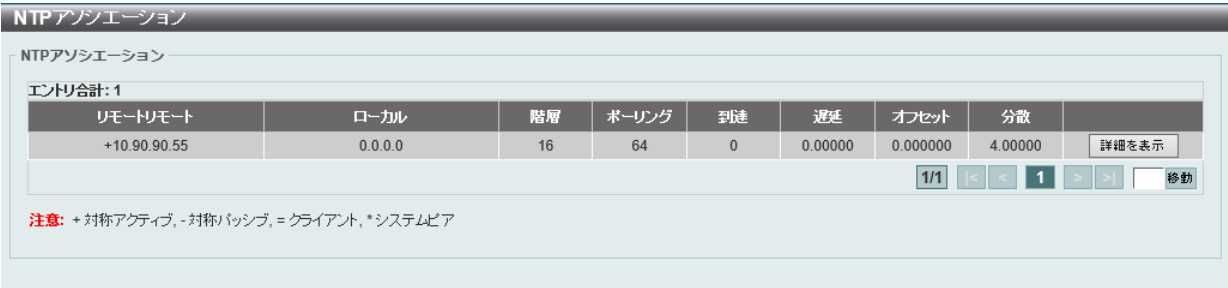 NTPアソシエーション
NTPアソシエーション
エントリ合計: 1
リモートリモート ローカル 階層 ポーリング 到達 遅延 オフセット 分散
+10.90.90.55 0.0.0.0 16 64 0 0.00000 0.000000 4.00000 詳細を表示
1/1 |< < 1 > >| 移動
注意: + 対称アクティブ, - 対称パッシブ, = クライアント, * システムピア